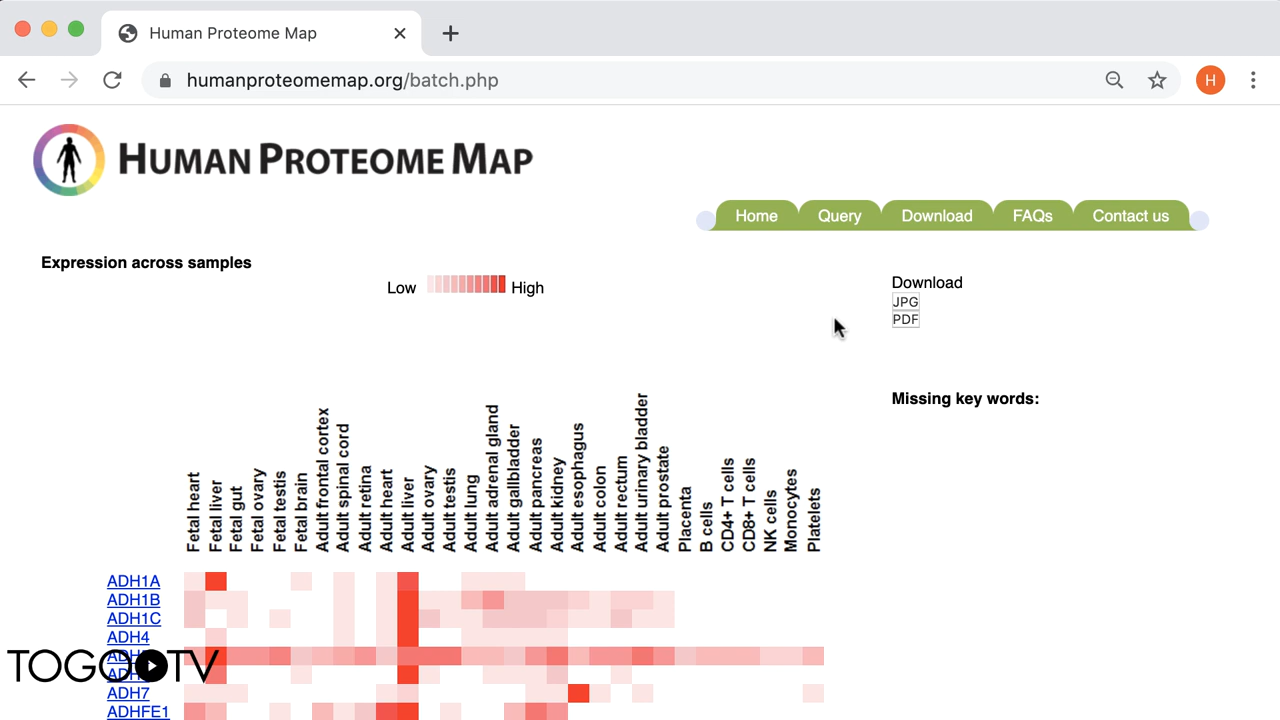 Human Proteome Map
humanproteomemap.org/batch.php
H
HUMAN PROTEOME MAP
Home Query Download FAQs Contact us
Expression across samples
Low High
Download
JPG
PDF
Missing key words:
Fetal heart
Fetal liver
Fetal gut
Fetal ovary
Fetal testis
Fetal brain
Adult frontal cortex
Adult spinal cord
Adult retina
Adult heart
Adult liver
Adult ovary
Adult testis
Adult lung
Adult adrenal gland
Adult gallbladder
Adult pancreas
Adult kidney
Adult esophagus
Adult colon
Adult rectum
Adult urinary bladder
Adult prostate
Placenta
B cells
CD4+ T cells
CD8+ T cells
NK cells
Monocytes
Platelets
ADH1A
ADH1B
ADH1C
ADH4
TOGO TV
ADH7
ADHFE1